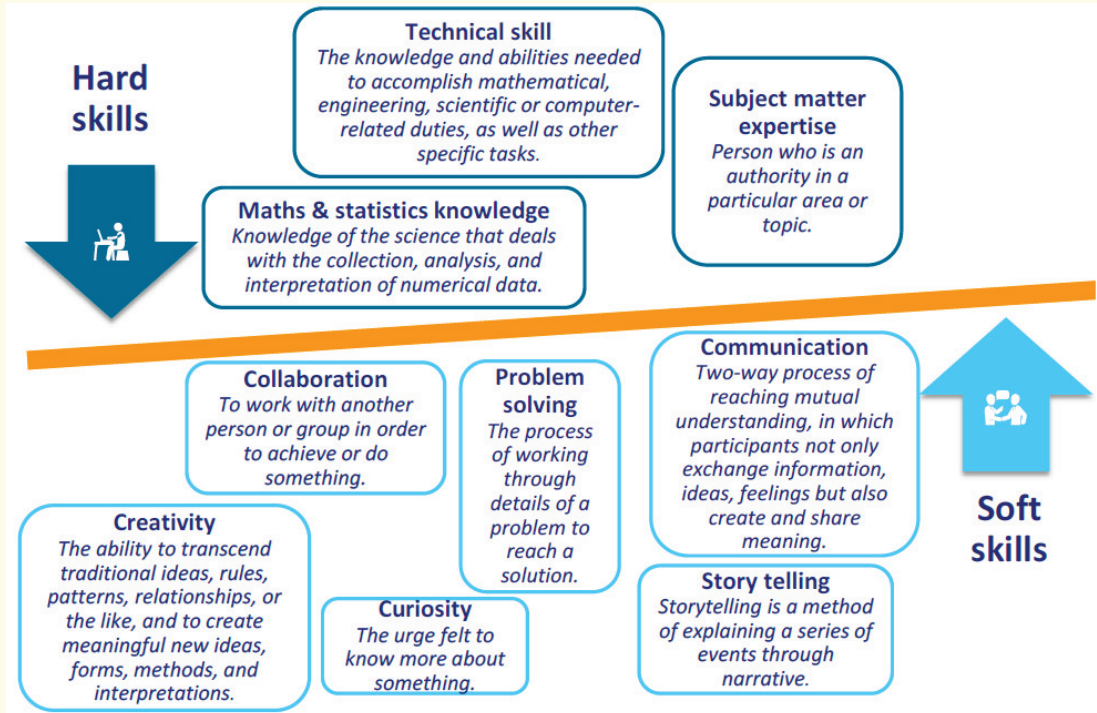 Hard
skills
Technical skill
The knowledge and abilities needed
to accomplish mathematical,
engineering, scientific or computer-
related duties, as well as other
specific tasks.
Subject matter
expertise
Person who is an
authority in a
particular area or
topic.
Maths & statistics knowledge
Knowledge of the science that deals
with the collection, analysis, and
interpretation of numerical data.
Collaboration
To work with another
person or group in order
to achieve or do
something.
Problem
solving
The process
of working
through
details of a
problem to
reach a
solution.
Communication
Two-way process of
reaching mutual
understanding, in which
participants not only
exchange information,
ideas, feelings but also
create and share
meaning.
Soft
skills
Creativity
The ability to transcend
traditional ideas, rules,
patterns, relationships, or
the like, and to create
meaningful new ideas,
forms, methods, and
interpretations.
Curiosity
The urge felt to
know more about
something.
Story telling
Storytelling is a method
of explaining a series of
events through
narrative.